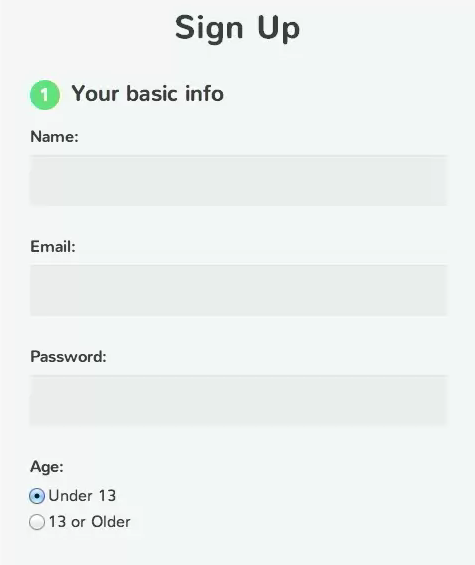 Sign Up
1 Your basic info
Name:
Email:
Password:
Age:
Under 13
13 or Older